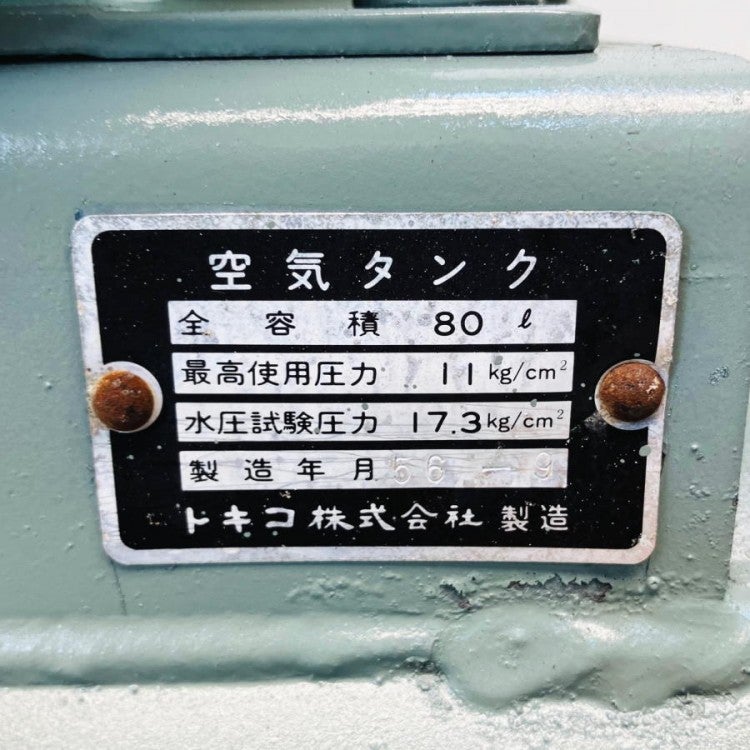 空気タンク
全容積 80 ℓ
最高使用圧力 11 kg/cm²
水圧試験圧力 17.3 kg/cm²
製造年月 56-9
トキコ株式会社 製造